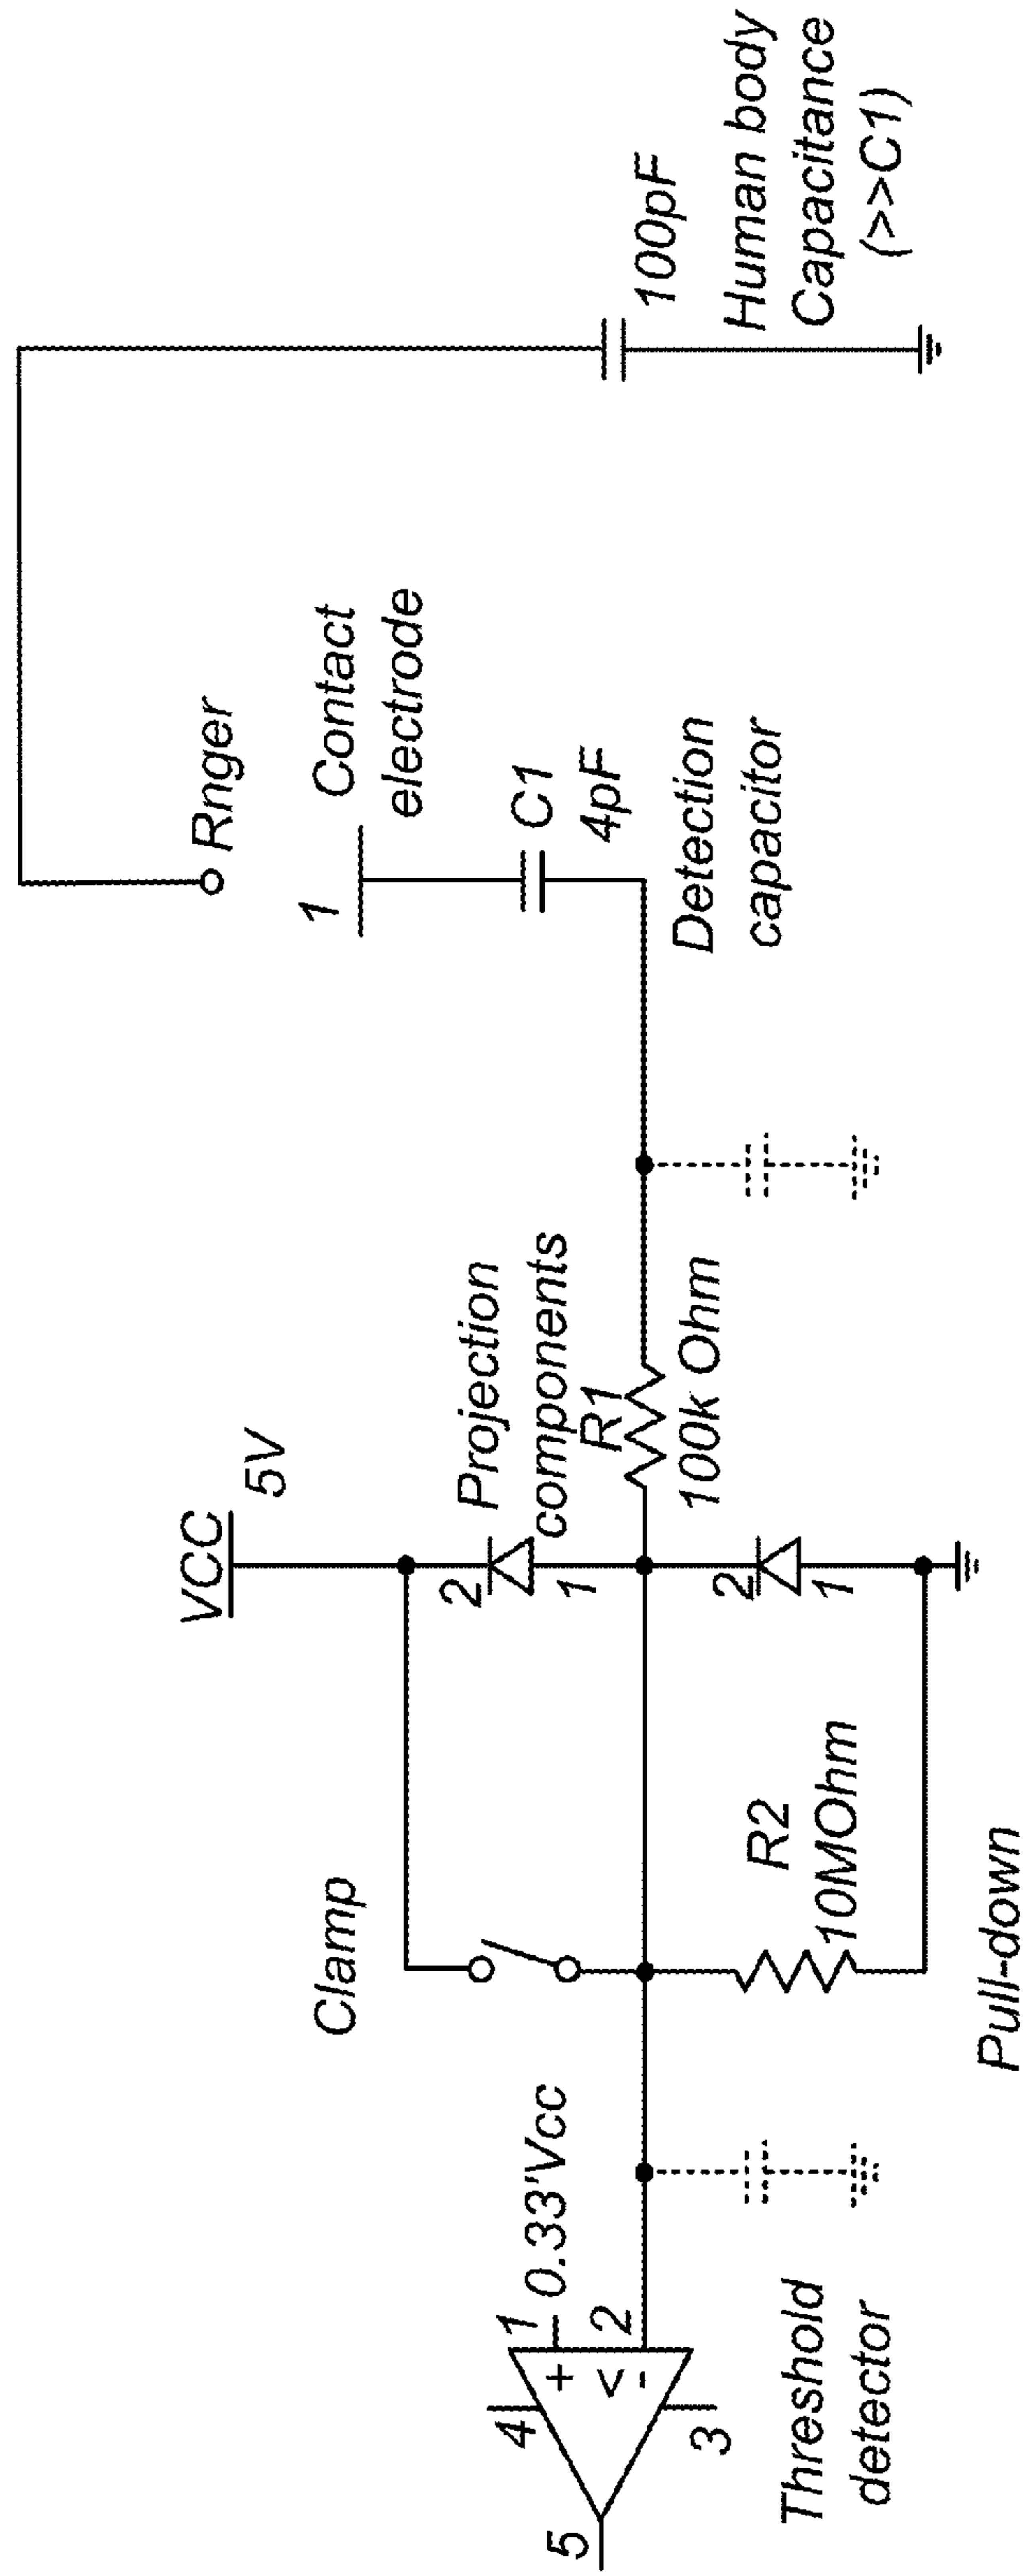 VCC
5V
Clamp
Projection
components
2
1
R1
100k Ohm
2
1
R2
10MOhm
Pull-down
0.33'Vcc
1
2
+
<
-
4
3
5
Threshold
detector
Rnger
1
Contact
electrode
C1
4pF
Detection
capacitor
100pF
Human body
Capacitance
(>>C1)